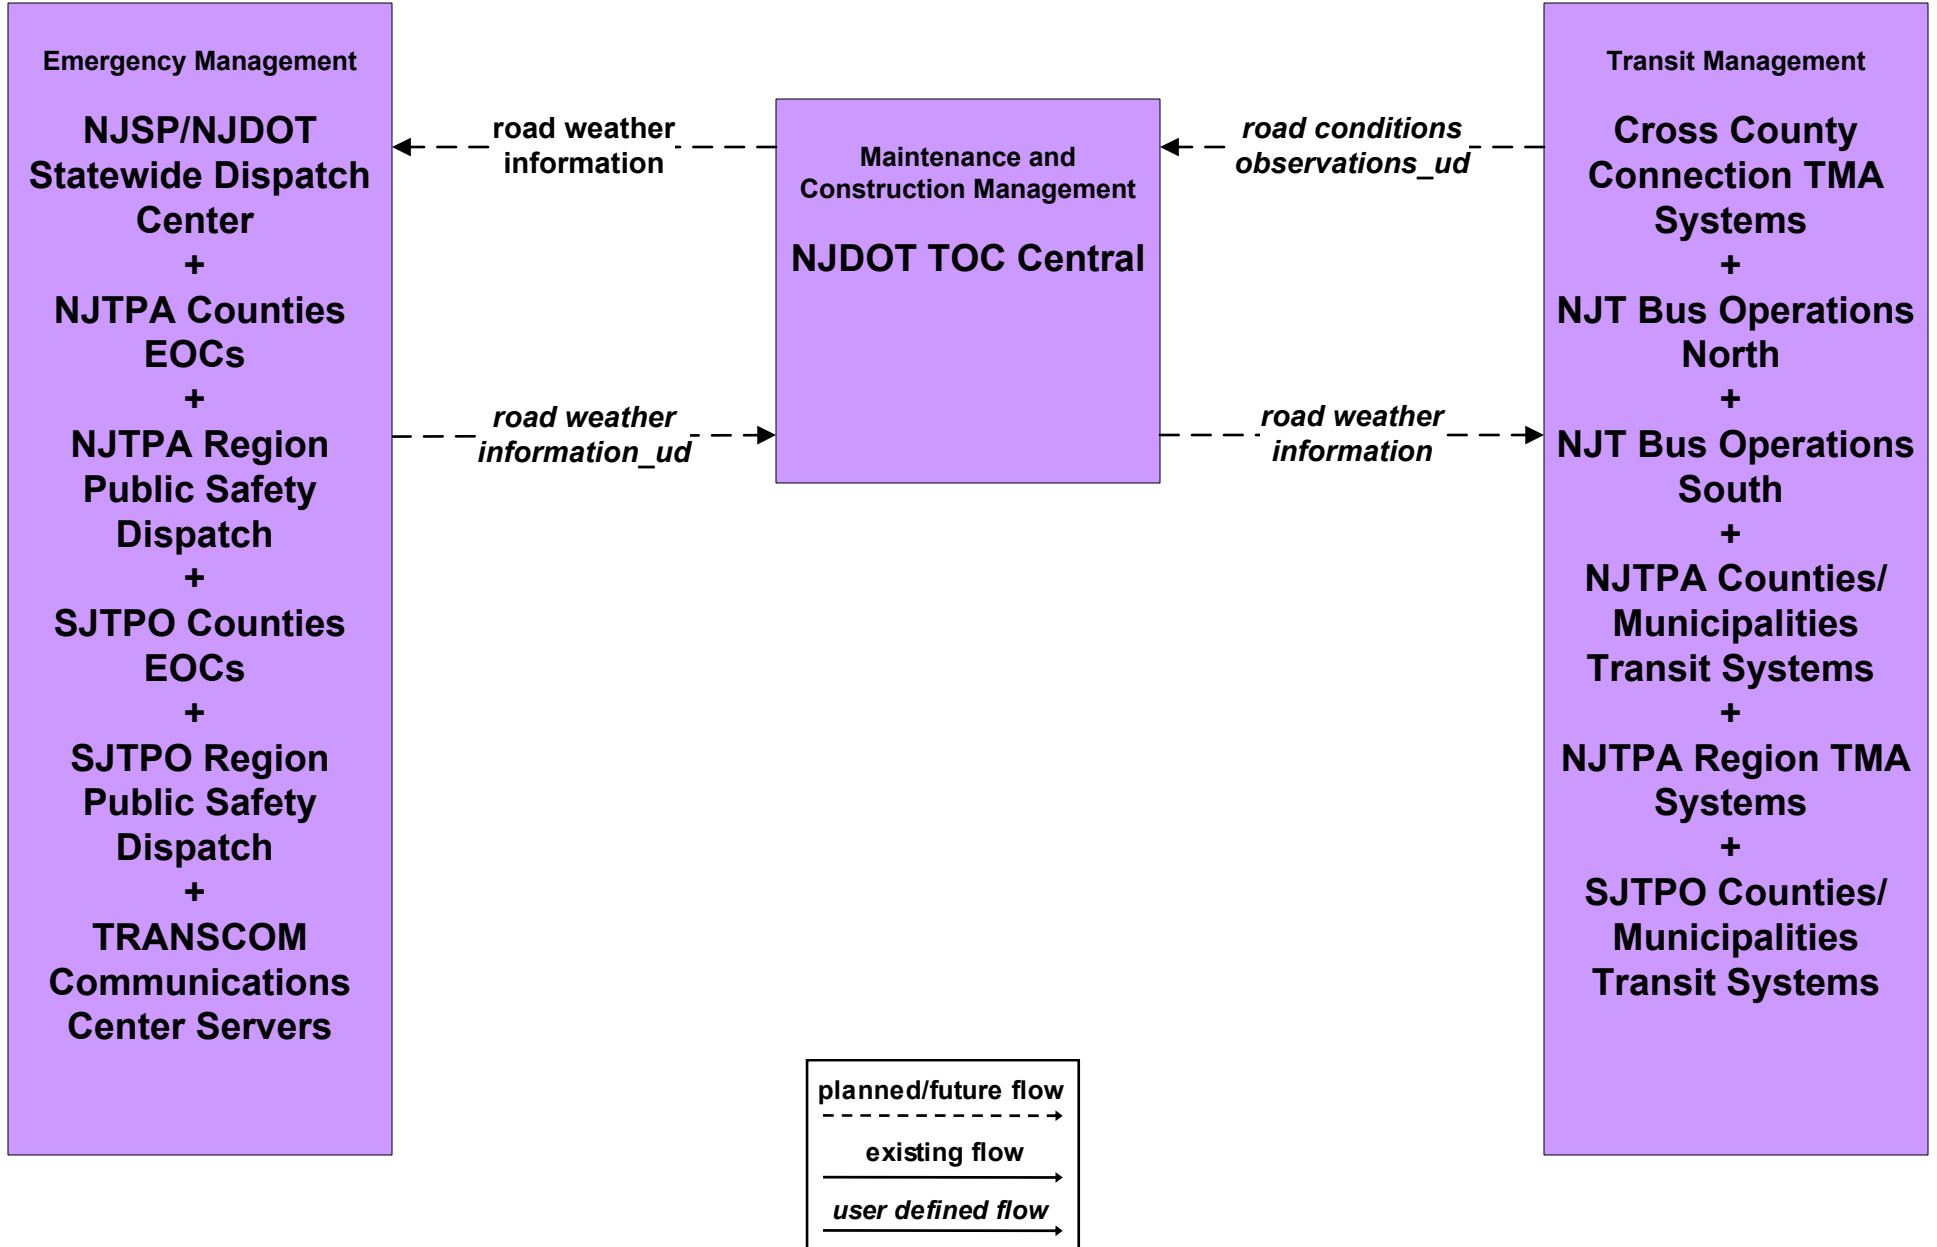 Emergency Management
NJSP/NJDOT
Statewide Dispatch
Center
+
NJTPA Counties
EOCs
+
NJTPA Region
Public Safety
Dispatch
+
SJTPO Counties
EOCs
+
SJTPO Region
Public Safety
Dispatch
+
TRANSCOM
Communications
Center Servers
road weather
information
road weather
information_ud
Maintenance and
Construction Management
NJDOT TOC Central
road conditions
observations_ud
road weather
information
Transit Management
Cross County
Connection TMA
Systems
+
NJT Bus Operations
North
+
NJT Bus Operations
South
+
NJTPA Counties/
Municipalities
Transit Systems
+
NJTPA Region TMA
Systems
+
SJTPO Counties/
Municipalities
Transit Systems
planned/future flow
existing flow
user defined flow